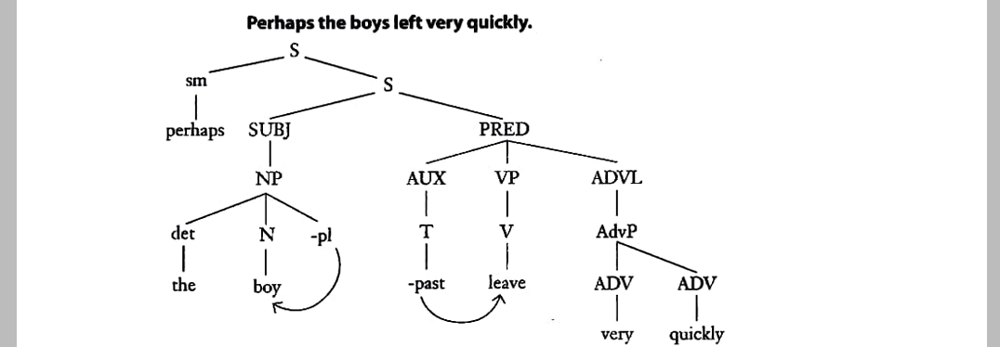 Perhaps the boys left very quickly.
S
sm S
perhaps SUBJ PRED
NP AUX VP ADVL
det N -pl T V AdvP
the boy -past leave ADV ADV
very quickly